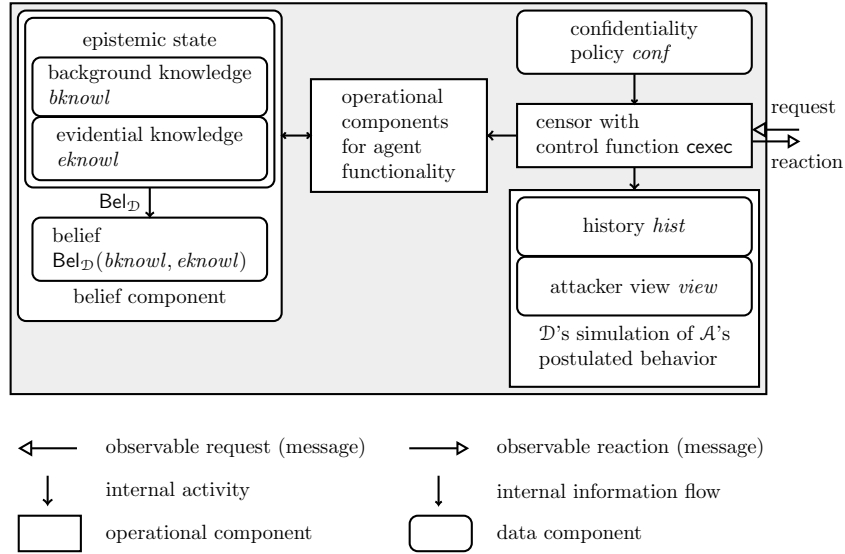 epistemic state
background knowledge
bknowl
evidential knowledge
eknowl
Bel𝒟
belief
Bel𝒟(bknowl, eknowl)
belief component
operational
components
for agent
functionality
confidentiality
policy conf
censor with
control function cexec
request
reaction
history hist
attacker view view
𝒟's simulation of 𝒜's
postulated behavior
observable request (message)
observable reaction (message)
internal activity
internal information flow
operational component
data component